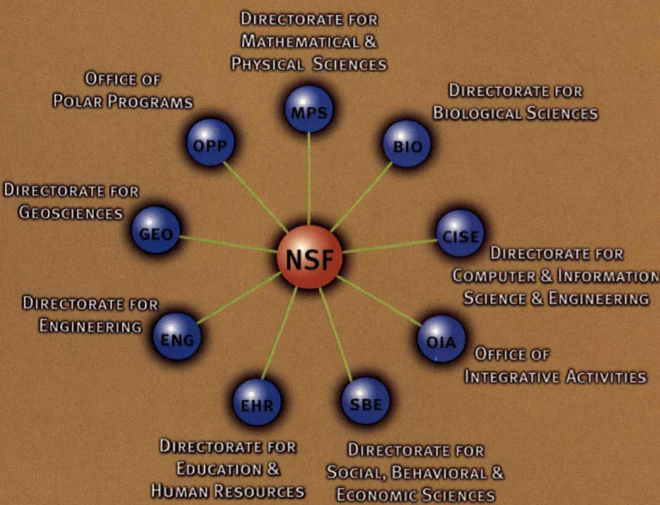 DIRECTORATE FOR
MATHEMATICAL &
PHYSICAL SCIENCES
MPS
OFFICE OF
POLAR PROGRAMS
OPP
DIRECTORATE FOR
BIOLOGICAL SCIENCES
BIO
DIRECTORATE FOR
GEOSCIENCES
GEO
NSF
CISE
DIRECTORATE FOR
COMPUTER & INFORMATION
SCIENCE & ENGINEERING
DIRECTORATE FOR
ENGINEERING
ENG
OIA
OFFICE OF
INTEGRATIVE ACTIVITIES
EHR
DIRECTORATE FOR
EDUCATION &
HUMAN RESOURCES
SBE
DIRECTORATE FOR
SOCIAL, BEHAVIORAL &
ECONOMIC SCIENCES